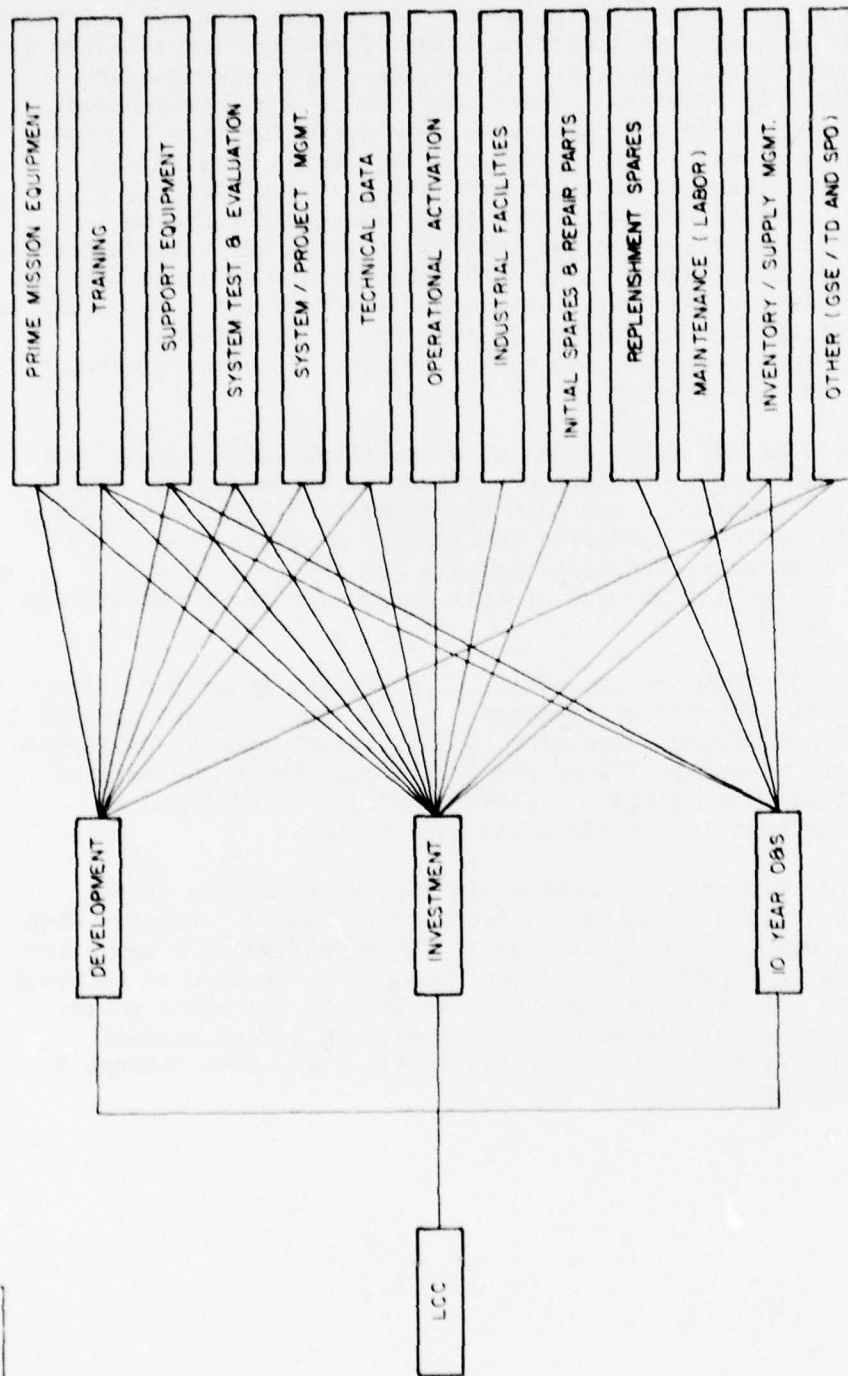 LCC
DEVELOPMENT
INVESTMENT
10 YEAR O&S
PRIME MISSION EQUIPMENT
TRAINING
SUPPORT EQUIPMENT
SYSTEM TEST & EVALUATION
SYSTEM / PROJECT MGMT.
TECHNICAL DATA
OPERATIONAL ACTIVATION
INDUSTRIAL FACILITIES
INITIAL SPARES & REPAIR PARTS
REPLENISHMENT SPARES
MAINTENANCE (LABOR)
INVENTORY / SUPPLY MGMT.
OTHER (GSE / TD AND SPO)